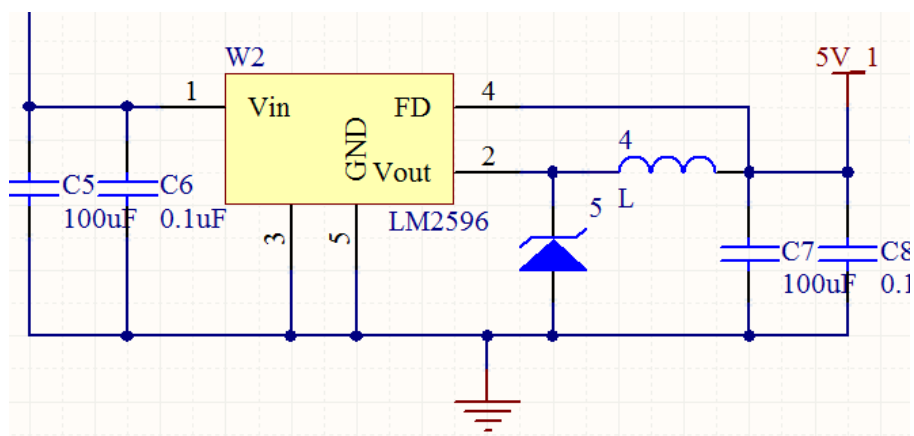 W2
5V_1
1
Vin
FD
4
GND
Vout
2
4
L
LM2596
C5
100uF
C6
0.1uF
3
5
5
C7
100uF
C8
0.1